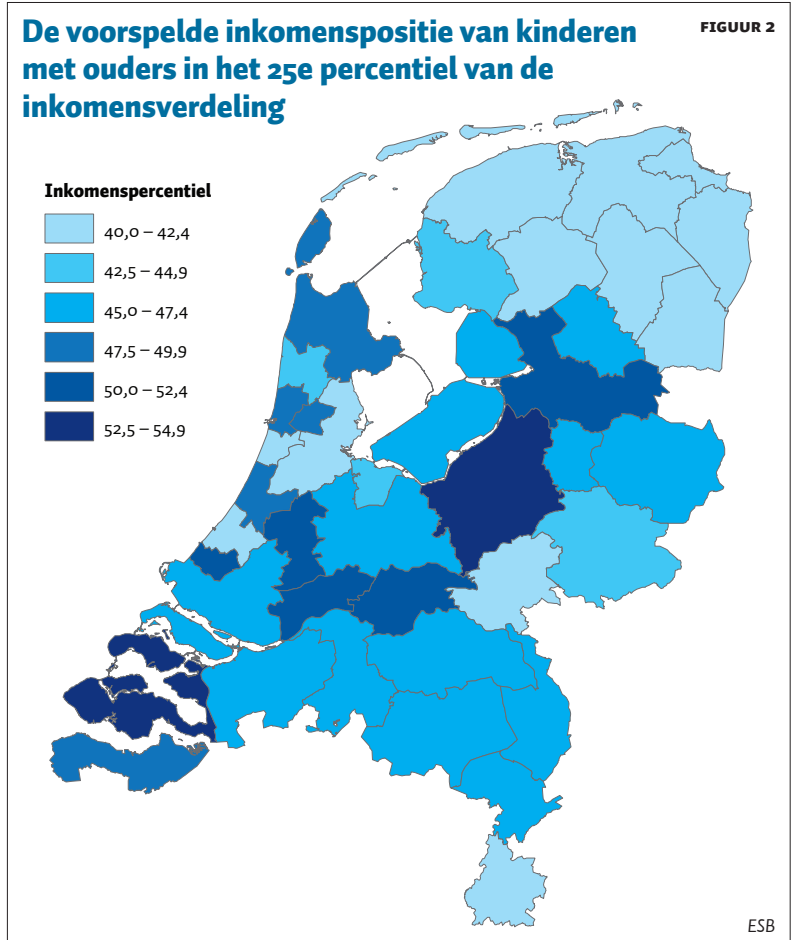 De voorspelde inkomenspositie van kinderen
met ouders in het 25e percentiel van de
inkomensverdeling
FIGUUR 2
Inkomenspercentiel
40,0 – 42,4
42,5 – 44,9
45,0 – 47,4
47,5 – 49,9
50,0 – 52,4
52,5 – 54,9
ESB